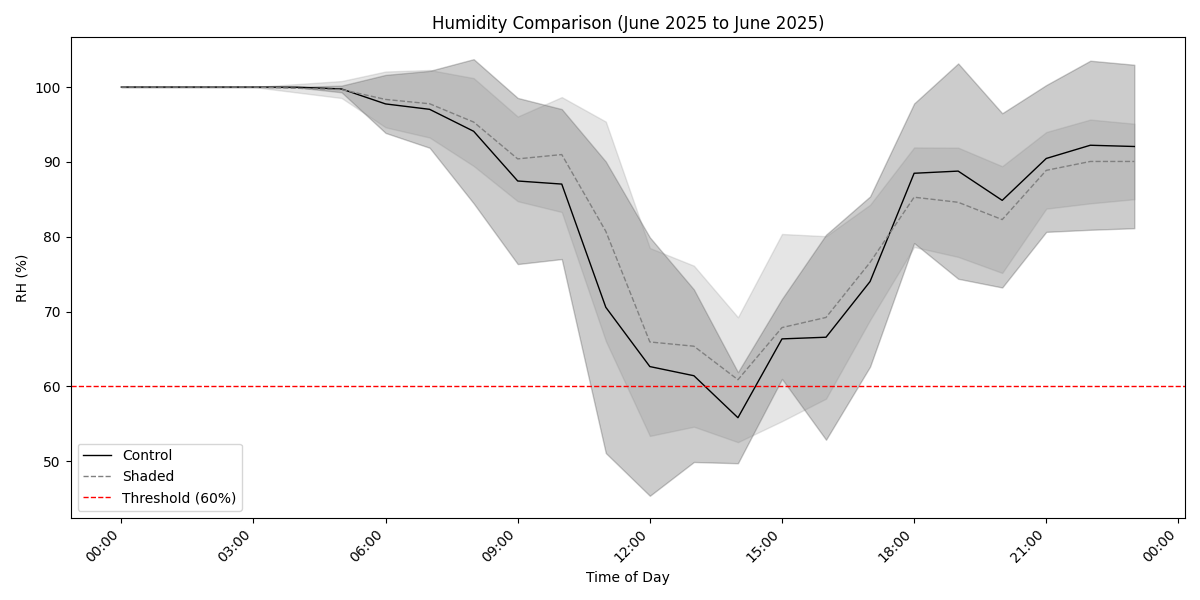 Humidity Comparison (June 2025 to June 2025)
RH (%)
100
90
80
70
60
50
Control
Shaded
Threshold (60%)
00:00
03:00
06:00
09:00
12:00
15:00
18:00
21:00
00:00
Time of Day